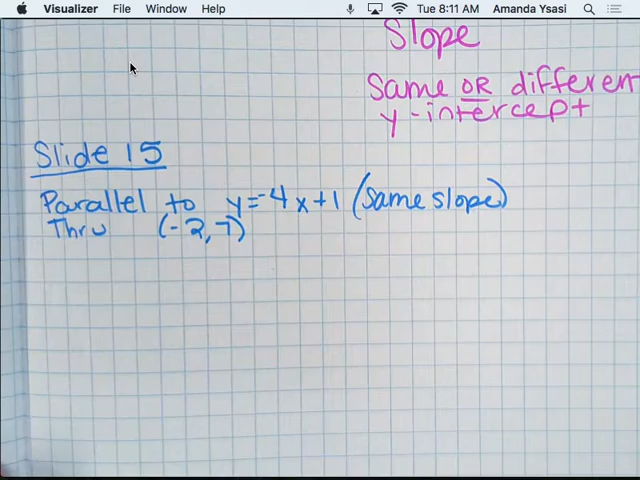 Visualizer File Window Help Tue 8:11 AM Amanda Ysasi
Slope
Same OR differen
y-intercept
Slide 15
Parallel to y=-4x+1 (same slope)
Thru (-2,7)